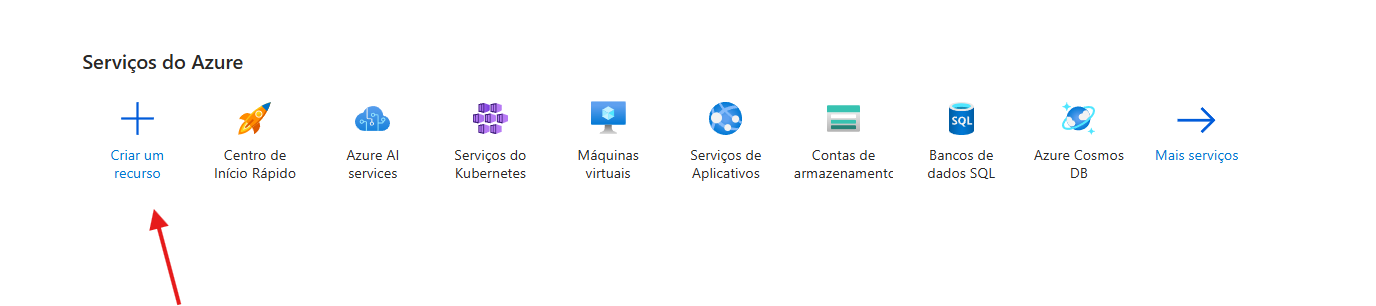 Serviços do Azure
SQL
Criar um
recurso
Centro de
Início Rápido
Azure AI
services
Serviços do
Kubernetes
Máquinas
virtuais
Serviços de
Aplicativos
Contas de
armazenamento
Bancos de
dados SQL
Azure Cosmos
DB
Mais serviços